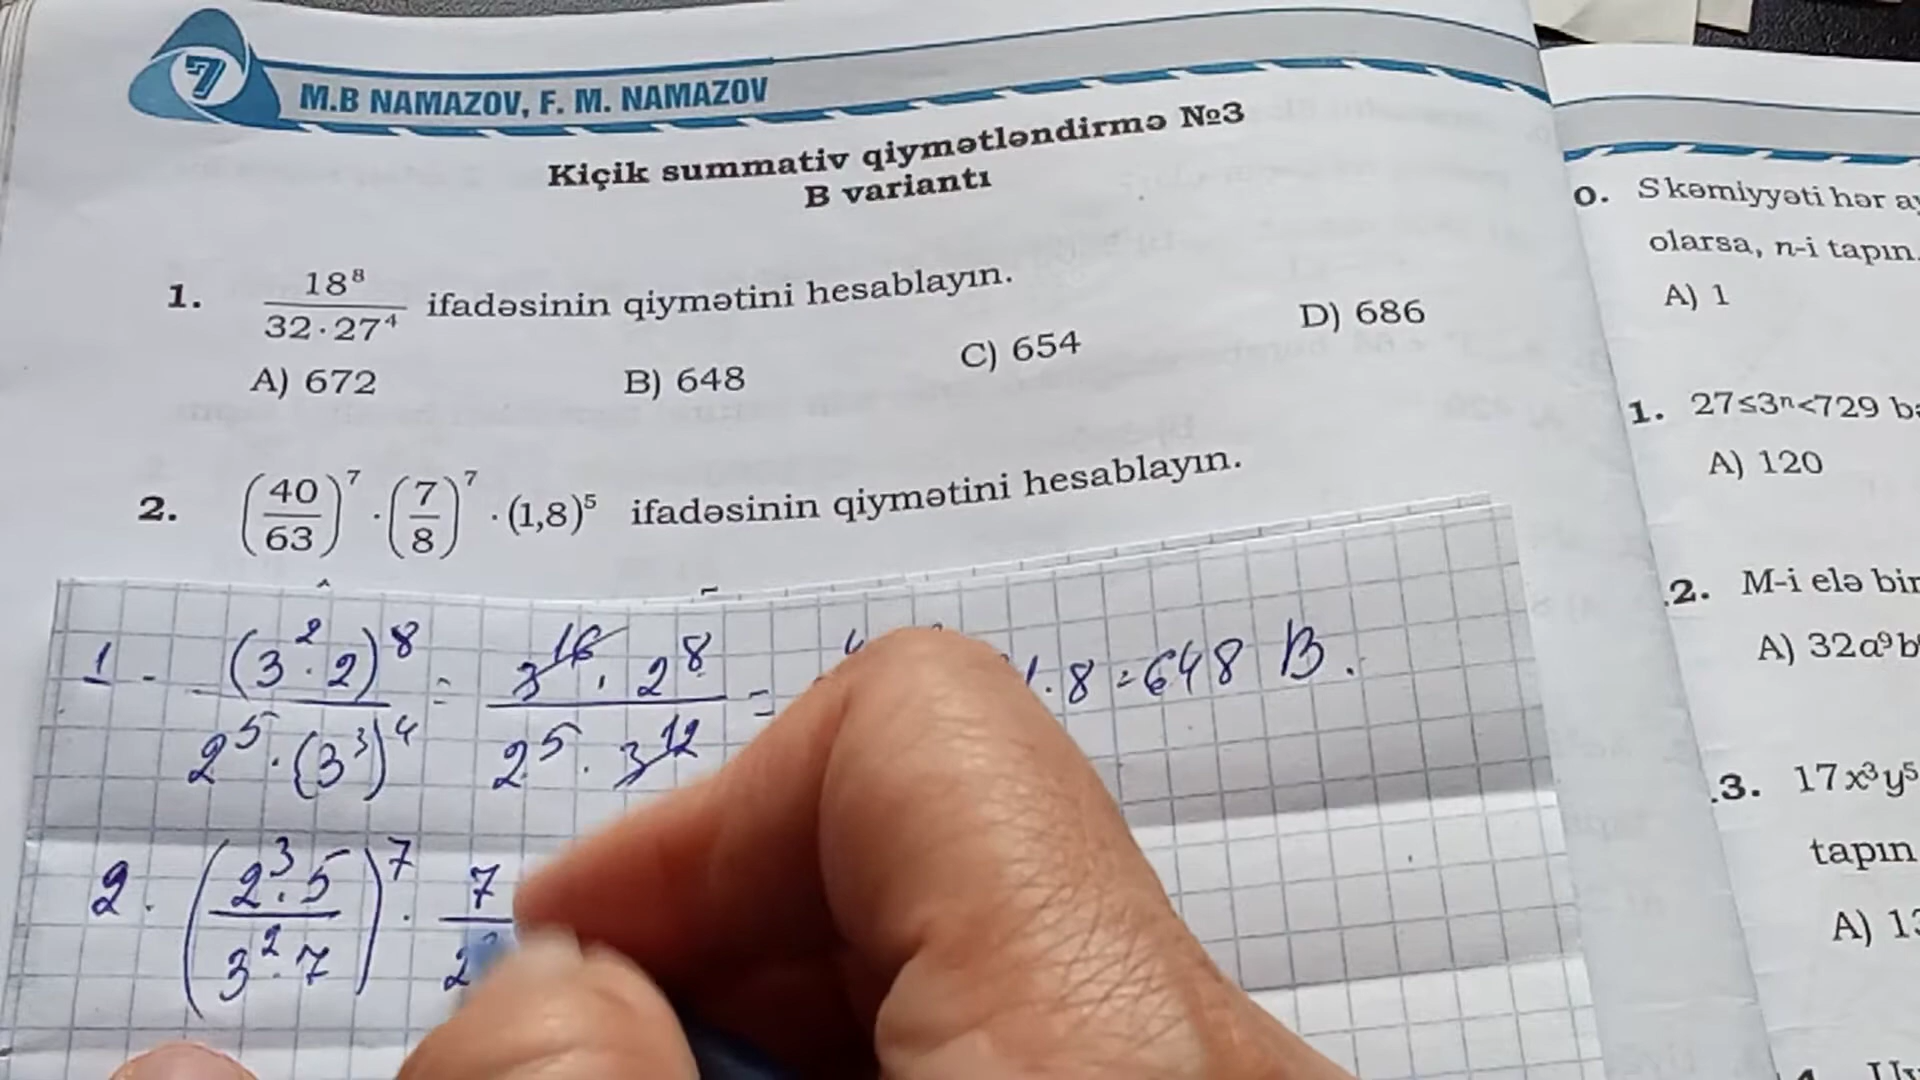 7
M.B NAMAZOV, F. M. NAMAZOV
Kiçik summativ qiymətləndirmə №3
B variantı
1. 18⁸ / 32·27⁴ ifadəsinin qiymətini hesablayın.
A) 672 B) 648 C) 654 D) 686
2. (40/63)⁷ · (7/8)⁷ · (1,8)⁵ ifadəsinin qiymətini hesablayın.
1 - (3²·2)⁸ / 2⁵·(3³)⁴ = 3¹⁶·2⁸ / 2⁵·3¹² = 1·8=648 B.
2. (2³·5 / 3²·7)⁷ · 7 / 2³
0. S kəmiyyəti hər
olarsa, n-i tapın.
A) 1
1. 27≤3ⁿ<729
A) 120
.2. M-i elə bir
A) 32a⁹b
.3. 17x³y⁵
tapın
A) 13